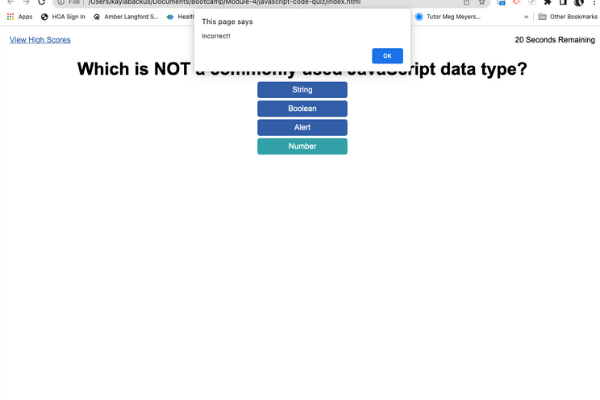 File | /Users/kaylabackus/Documents/Bootcamp/Module-4/javascript-code-quiz/index.html
Apps HOA Sign In Amber Langford S... Healt Tutor Meg Meyers... » Other Bookmarks
This page says
Incorrect!
OK
View High Scores
20 Seconds Remaining
Which is NOT a commonly used JavaScript data type?
String
Boolean
Alert
Number